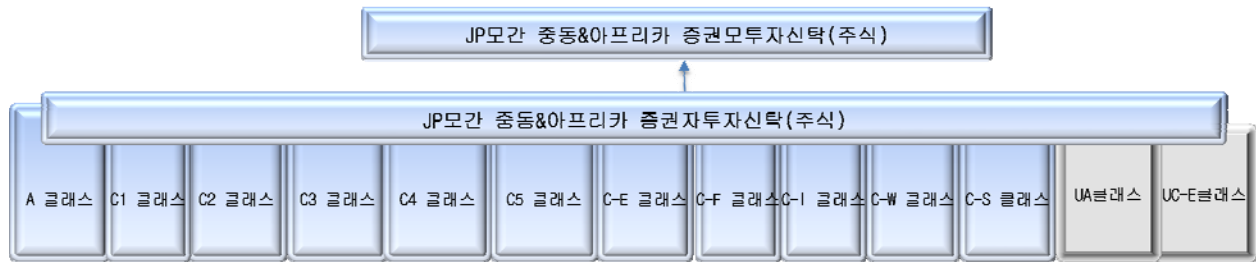 JP모간 중동&아프리카 증권모투자신탁(주식)
JP모간 중동&아프리카 증권자투자신탁(주식)
A 클래스 C1 클래스 C2 클래스 C3 클래스 C4 클래스 C5 클래스 C-E 클래스 C-F 클래스 C-I 클래스 C-W 클래스 C-S 클래스 UA클래스 UC-E클래스